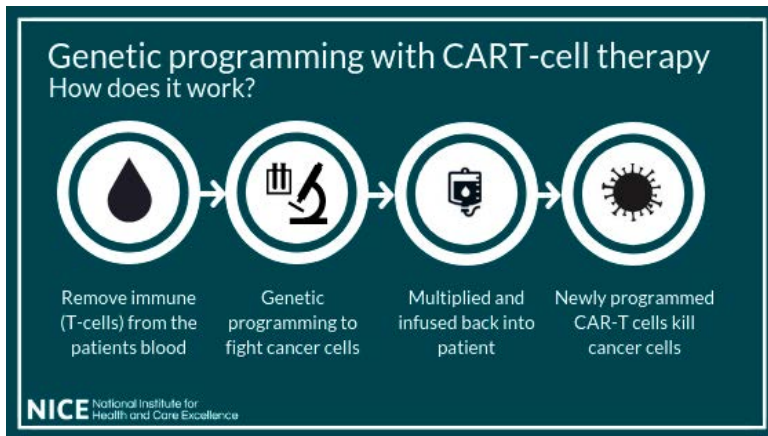 Genetic programming with CART-cell therapy
How does it work?
Remove immune
(T-cells) from the
patients blood
Genetic
programming to
fight cancer cells
Multiplied and
infused back into
patient
Newly programmed
CAR-T cells kill
cancer cells
NICE National Institute for
Health and Care Excellence